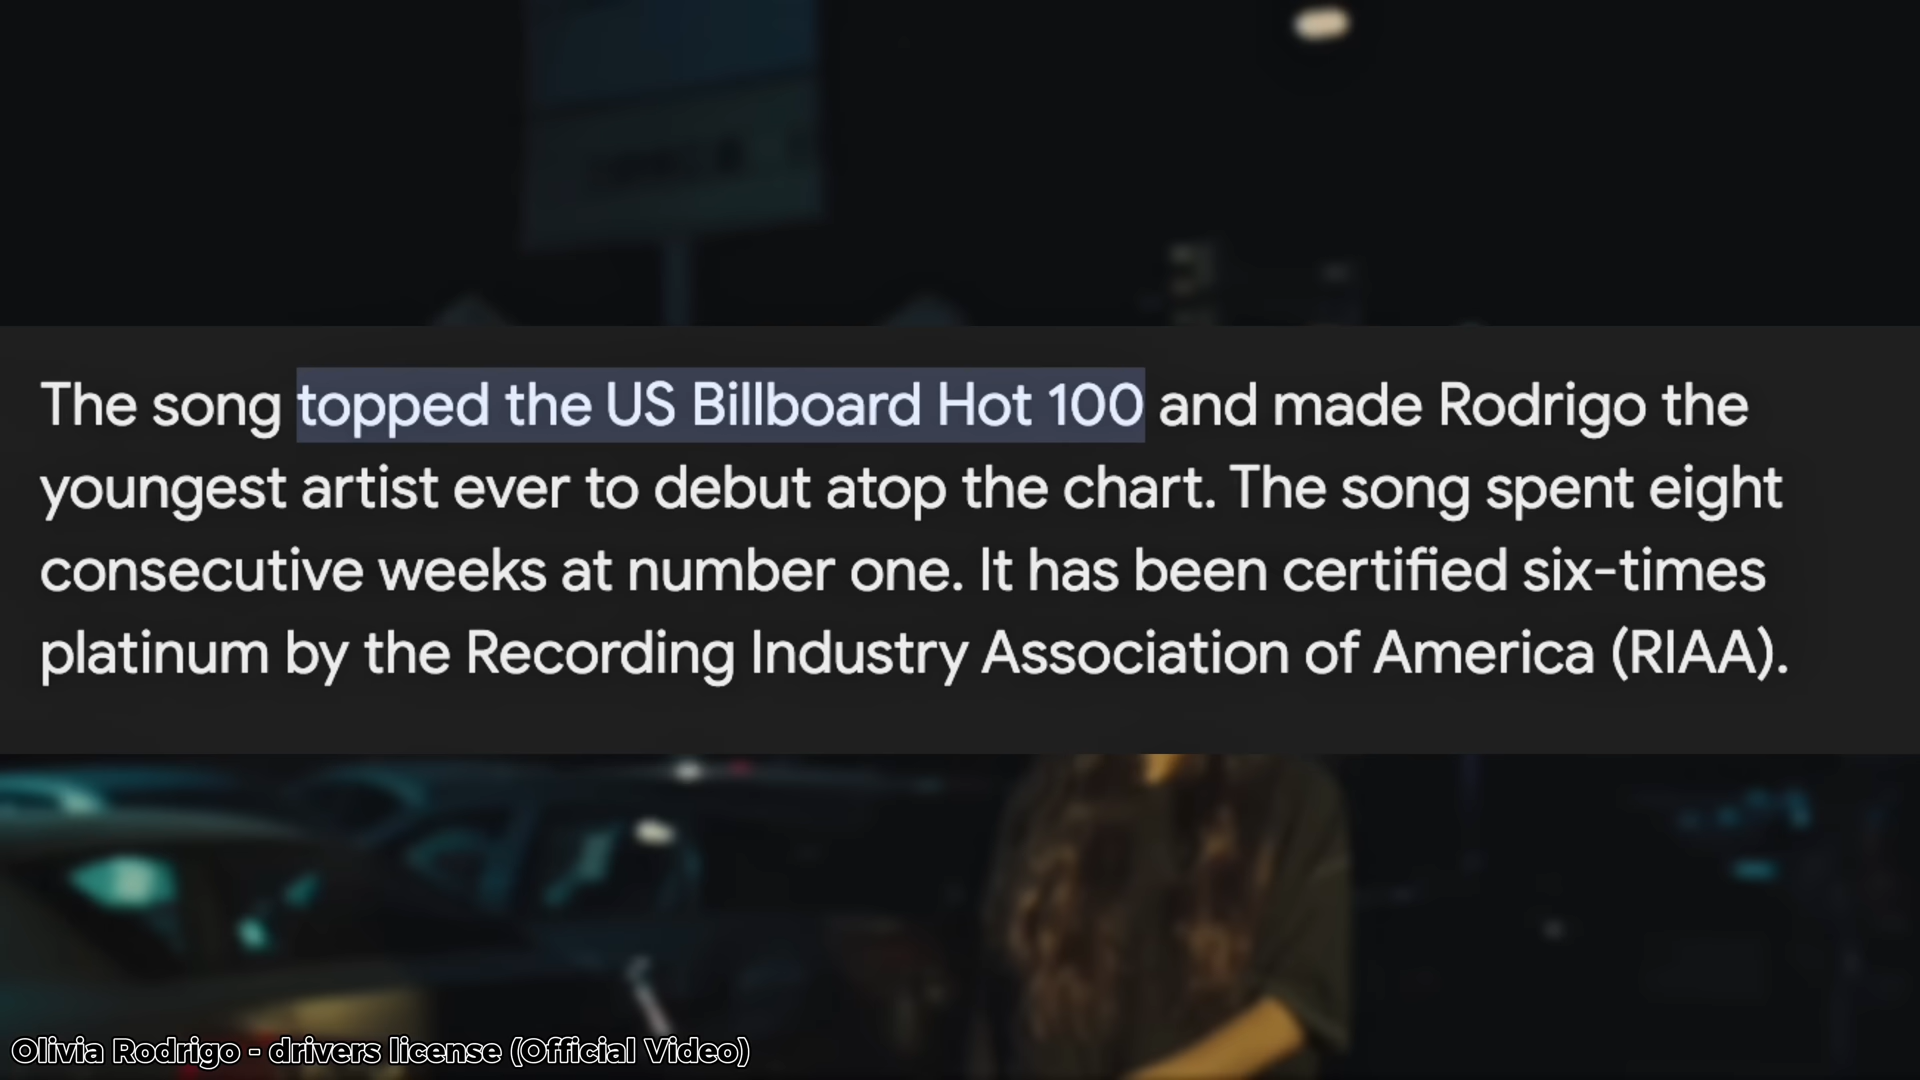 The song topped the US Billboard Hot 100 and made Rodrigo the
youngest artist ever to debut atop the chart. The song spent eight
consecutive weeks at number one. It has been certified six-times
platinum by the Recording Industry Association of America (RIAA).
Olivia Rodrigo - drivers license (Official Video)